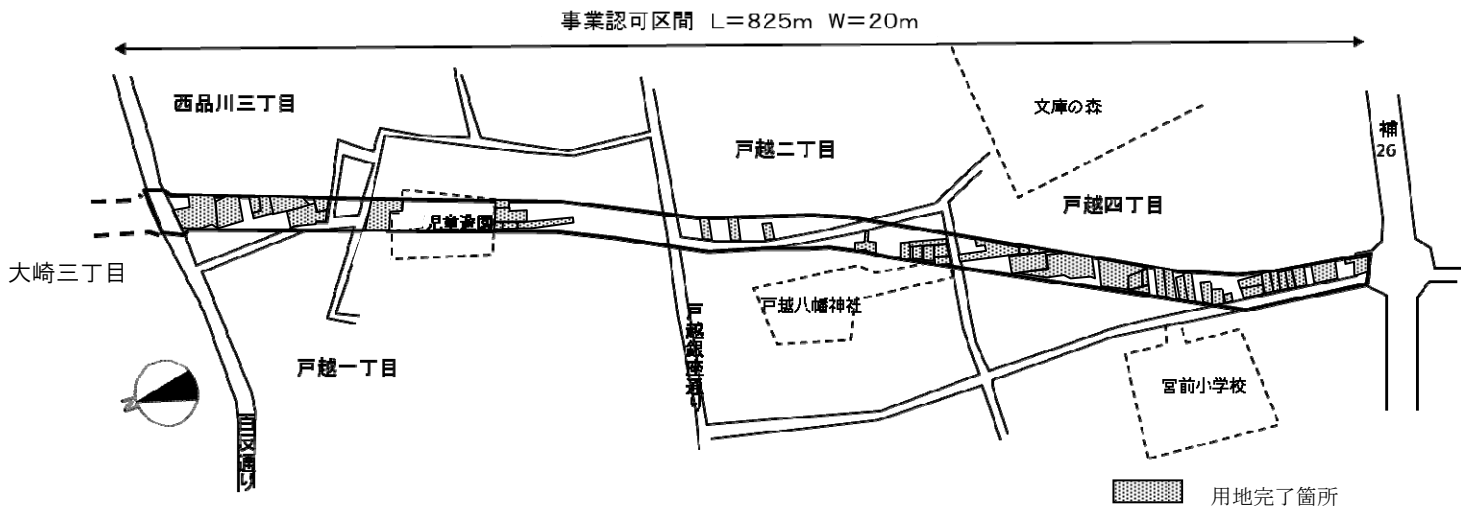 事業認可区間 L=825m W=20m
西品川三丁目
文庫の森
補
26
戸越二丁目
戸越四丁目
児童遊園
大崎三丁目
戸越八幡神社
戸越銀座通り
戸越一丁目
宮前小学校
N
百反通り
用地完了箇所